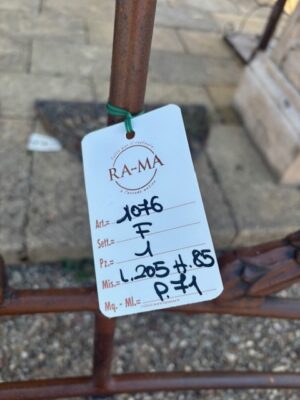 RA-MA
Art.= 1076
Sett.= F
Pz.= 1
Mis.= L.205 H.85
Mq. - Ml.= P.71